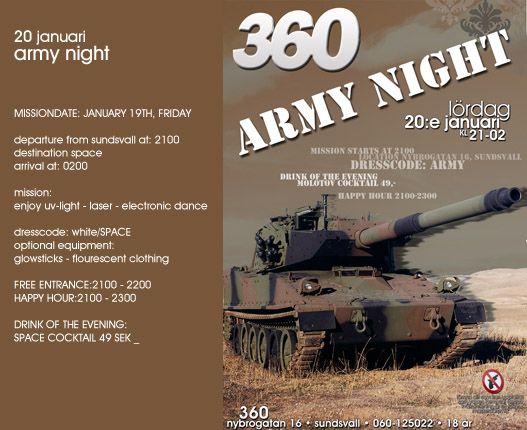 20 januari
army night
MISSIONDATE: JANUARY 19TH, FRIDAY
departure from sundsvall at: 2100
destination space
arrival at: 0200
mission:
enjoy uv-light - laser - electronic dance
dresscode: white/SPACE
optional equipment:
glowsticks - flourescent clothing
FREE ENTRANCE:2100 - 2200
HAPPY HOUR:2100 - 2300
DRINK OF THE EVENING:
SPACE COCKTAIL 49 SEK _
360
ARMY NIGHT
lördag
20:e januari
KL 21-02
MISSION STARTS AT 2100
LOCATION NYBROGATAN 16, SUNDSVALL
DRESSCODE: ARMY
DRINK OF THE EVENING
MOLOTOV COCKTAIL 49,-
HAPPY HOUR 2100-2300
360
nybrogatan 16 • sundsvall • 060-125022 • 18 år